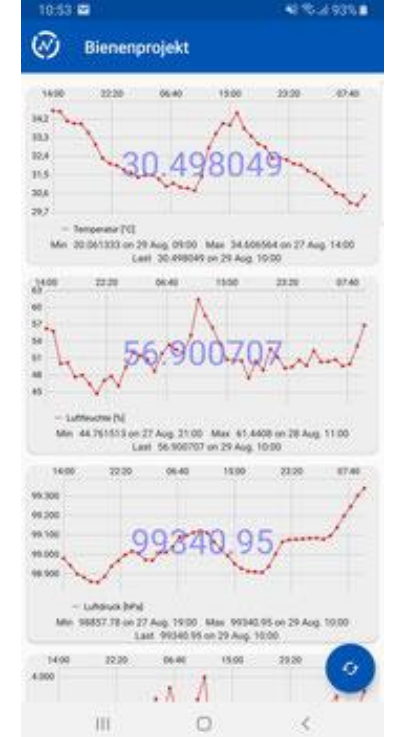 10:53 93%
Bienenprojekt
14:00 22:20 06:40 15:00 23:20 07:40
34,2
33,3
32,4
31,5
30,6
29,7
30.498049
Temperatur [°C]
Min 30.061333 on 29 Aug. 09:00 Max 34.606564 on 27 Aug. 14:00
Last 30.498049 on 29 Aug. 10:00
14:00 22:20 06:40 15:00 23:20 07:40
63
60
57
54
51
48
45
56.900707
Luftfeuchte [%]
Min 44.761513 on 27 Aug. 21:00 Max 61.4408 on 28 Aug. 11:00
Last 56.900707 on 29 Aug. 10:00
14:00 22:20 06:40 15:00 23:20 07:40
99.300
99.200
99.100
99.000
98.900
99340.95
Luftdruck [hPa]
Min 98857.78 on 27 Aug. 19:00 Max 99340.95 on 29 Aug. 10:00
Last 99340.95 on 29 Aug. 10:00
14:00 22:20 06:40 15:00 23:20 07:40
4.000